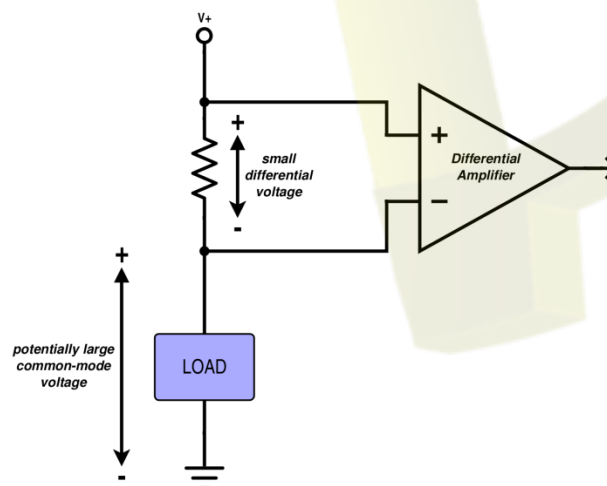 V+
+
small
differential
voltage
-
+
−
Differential
Amplifier
+
potentially large
common-mode
voltage
-
LOAD